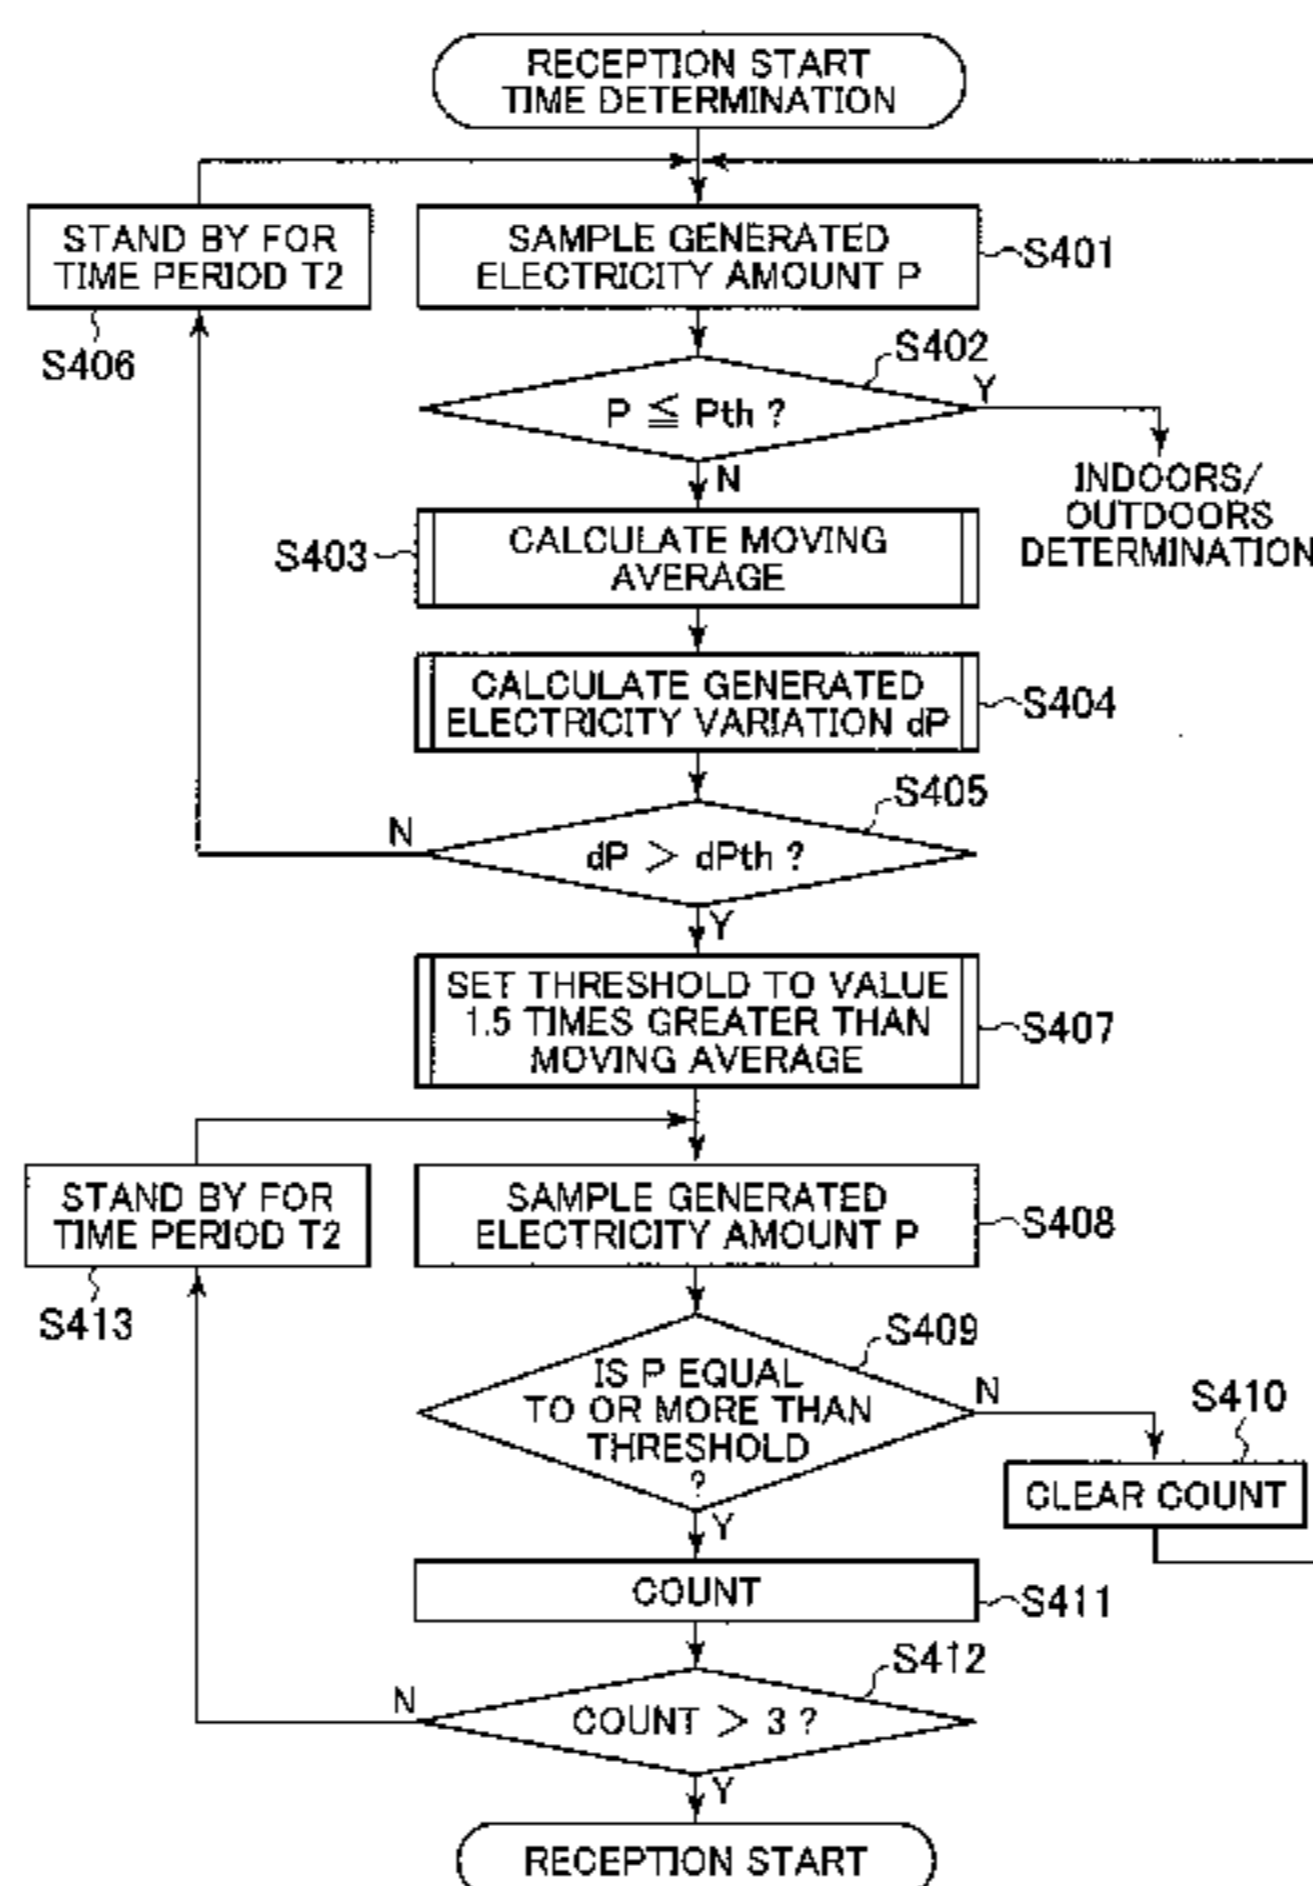 RECEPTION START
TIME DETERMINATION
STAND BY FOR
TIME PERIOD T2
S406
SAMPLE GENERATED
ELECTRICITY AMOUNT P
S401
S402
P ≦ Pth ?
Y
N
INDOORS/
OUTDOORS
DETERMINATION
S403
CALCULATE MOVING
AVERAGE
CALCULATE GENERATED
ELECTRICITY VARIATION dP
S404
S405
N
dP > dPth ?
Y
SET THRESHOLD TO VALUE
1.5 TIMES GREATER THAN
MOVING AVERAGE
S407
STAND BY FOR
TIME PERIOD T2
S413
SAMPLE GENERATED
ELECTRICITY AMOUNT P
S408
S409
IS P EQUAL
TO OR MORE THAN
THRESHOLD
?
N
S410
CLEAR COUNT
Y
COUNT
S411
S412
N
COUNT > 3 ?
Y
RECEPTION START